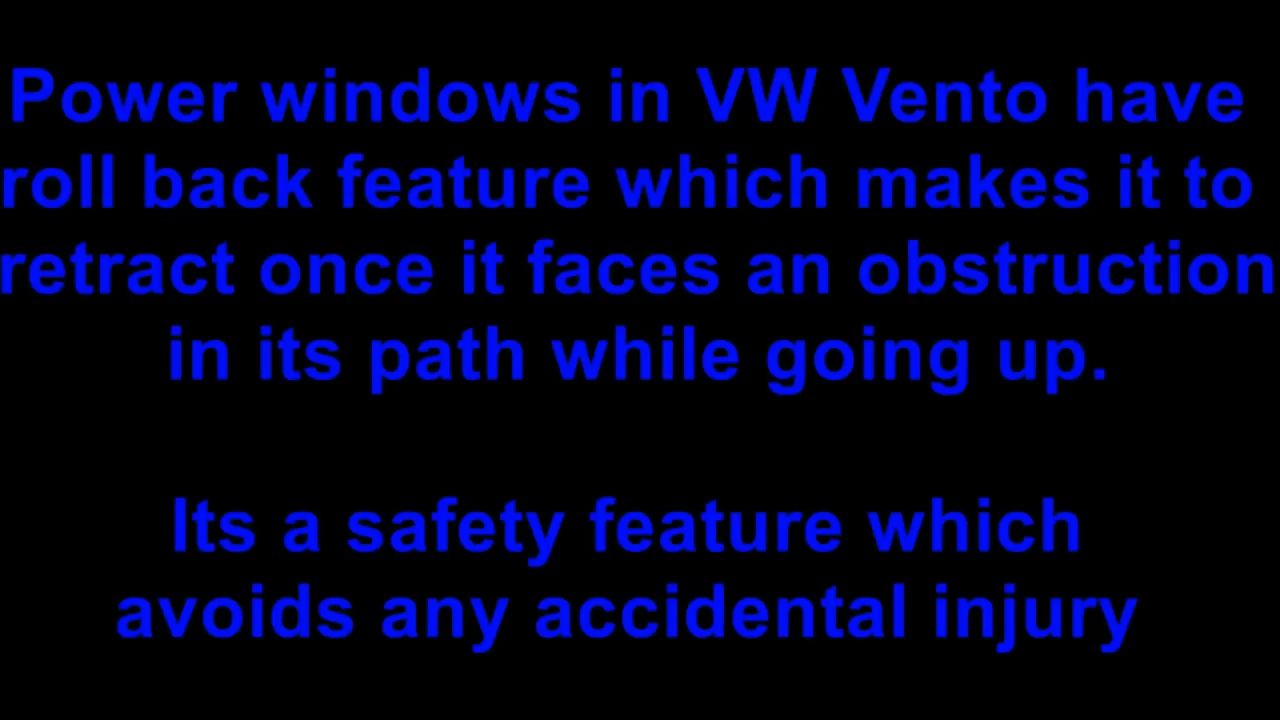 Power windows in VW Vento have
roll back feature which makes it to
retract once it faces an obstruction
in its path while going up.
Its a safety feature which
avoids any accidental injury